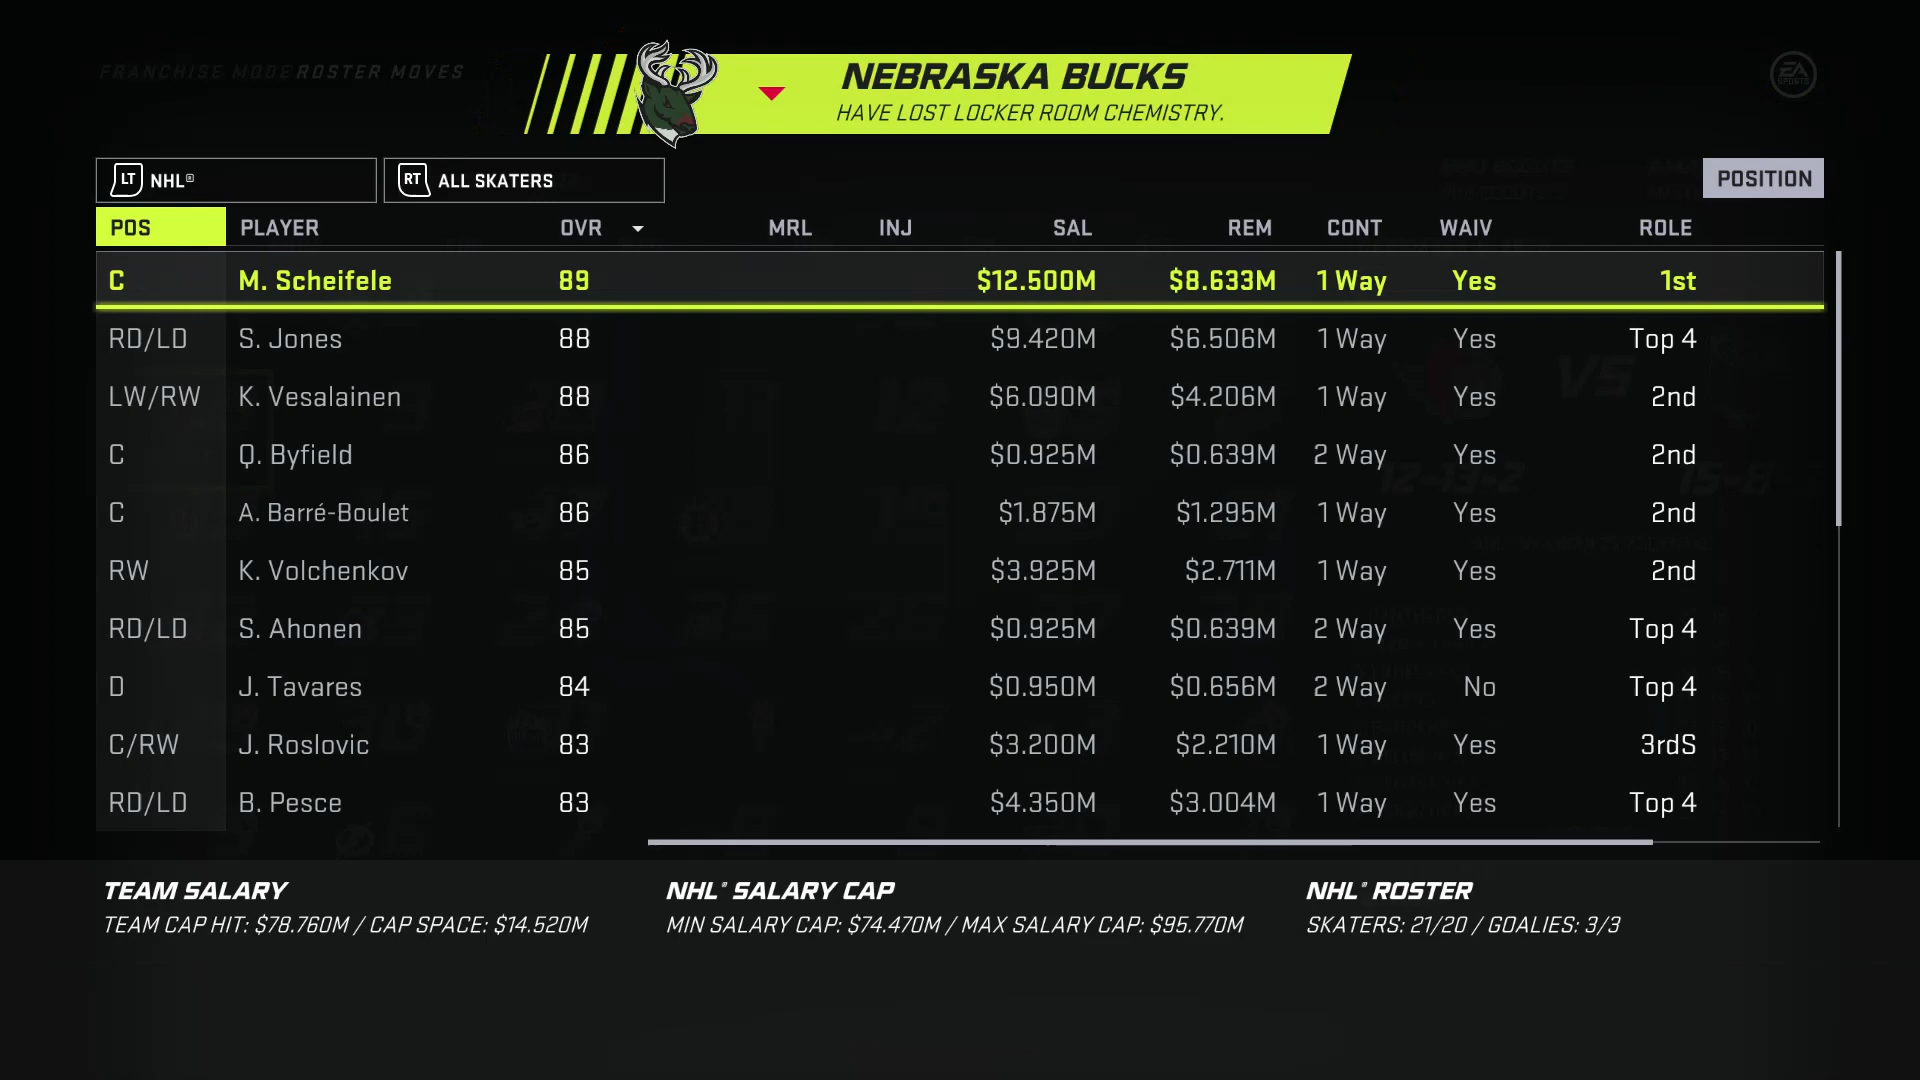 FRANCHISE MODE ROSTER MOVES
NEBRASKA BUCKS
HAVE LOST LOCKER ROOM CHEMISTRY.
EA SPORTS
LT NHL® RT ALL SKATERS
POSITION
POS PLAYER OVR MRL INJ SAL REM CONT WAIV ROLE
C M. Scheifele 89 $12.500M $8.633M 1 Way Yes 1st
RD/LD S. Jones 88 $9.420M $6.506M 1 Way Yes Top 4
LW/RW K. Vesalainen 88 $6.090M $4.206M 1 Way Yes 2nd
C Q. Byfield 86 $0.925M $0.639M 2 Way Yes 2nd
C A. Barré-Boulet 86 $1.875M $1.295M 1 Way Yes 2nd
RW K. Volchenkov 85 $3.925M $2.711M 1 Way Yes 2nd
RD/LD S. Ahonen 85 $0.925M $0.639M 2 Way Yes Top 4
D J. Tavares 84 $0.950M $0.656M 2 Way No Top 4
C/RW J. Roslovic 83 $3.200M $2.210M 1 Way Yes 3rdS
RD/LD B. Pesce 83 $4.350M $3.004M 1 Way Yes Top 4
VS
12-13-2
TEAM SALARY
TEAM CAP HIT: $78.760M / CAP SPACE: $14.520M
NHL® SALARY CAP
MIN SALARY CAP: $74.470M / MAX SALARY CAP: $95.770M
NHL® ROSTER
SKATERS: 21/20 / GOALIES: 3/3